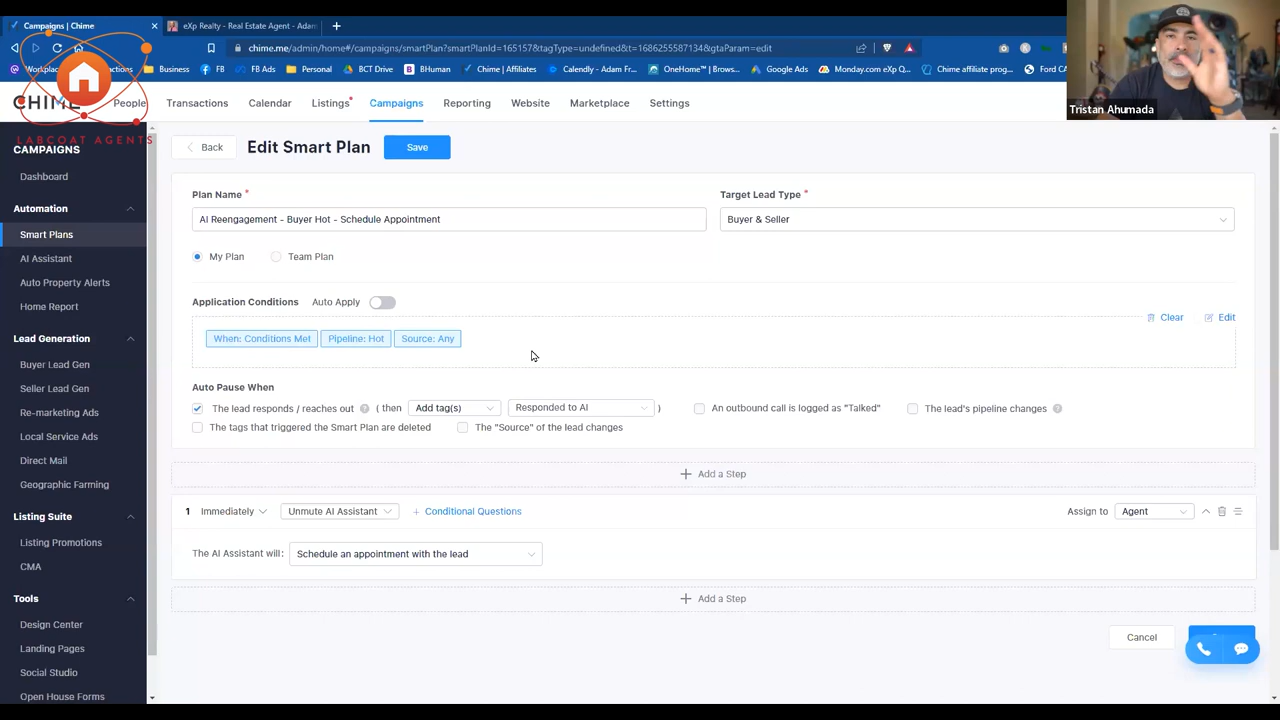 Campaigns | Chime
eXp Realty - Real Estate Agent - Adam
chime.me/admin/home#/campaigns/smartPlan?smartPlanId=165157&tagType=undefined&t=1686255587134&gtaParam=edit
Business
FB
FB Ads
Personal
BCT Drive
BHuman
Chime | Affiliates
Calendly - Adam Fr...
OneHome™ | Brows...
Google Ads
Monday.com eXp Q...
Chime affiliate prog...
Ford CA
Tristan Ahumada
CHIME
People
Transactions
Calendar
Listings
Campaigns
Reporting
Website
Marketplace
Settings
LABCOAT AGENTS
CAMPAIGNS
Dashboard
Automation
Smart Plans
AI Assistant
Auto Property Alerts
Home Report
Lead Generation
Buyer Lead Gen
Seller Lead Gen
Re-marketing Ads
Local Service Ads
Direct Mail
Geographic Farming
Listing Suite
Listing Promotions
CMA
Tools
Design Center
Landing Pages
Social Studio
Open House Forms
Back
Edit Smart Plan
Save
Plan Name *
Target Lead Type *
AI Reengagement - Buyer Hot - Schedule Appointment
Buyer & Seller
My Plan
Team Plan
Application Conditions
Auto Apply
Clear
Edit
When: Conditions Met
Pipeline: Hot
Source: Any
Auto Pause When
The lead responds / reaches out ? ( then Add tag(s) Responded to AI )
An outbound call is logged as "Talked"
The lead's pipeline changes ?
The tags that triggered the Smart Plan are deleted
The "Source" of the lead changes
+ Add a Step
1 Immediately
Unmute AI Assistant
+ Conditional Questions
Assign to
Agent
The AI Assistant will:
Schedule an appointment with the lead
+ Add a Step
Cancel